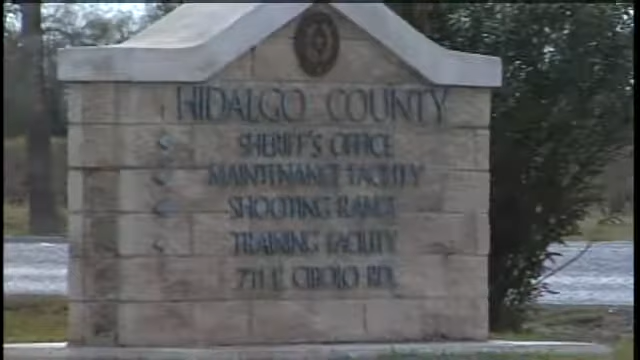 HIDALGO COUNTY
SHERIFF'S OFFICE
MAINTENANCE FACILITY
SHOOTING RANGE
TRAINING FACILITY
711 E. CIBOLO RD.